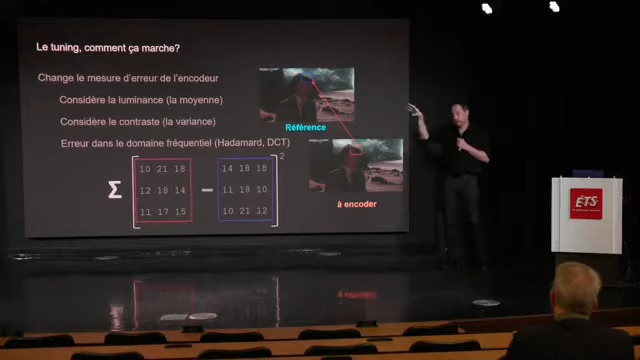 Le tuning, comment ça marche?
Change le mesure d'erreur de l'encodeur
Considère la luminance (la moyenne)
Considère le contraste (la variance)
Erreur dans le domaine fréquentiel (Hadamard, DCT)
Référence
à encoder
Σ
10 21 18
12 18 14
11 17 15
−
14 18 18
11 18 10
10 21 12
2
ÉTS